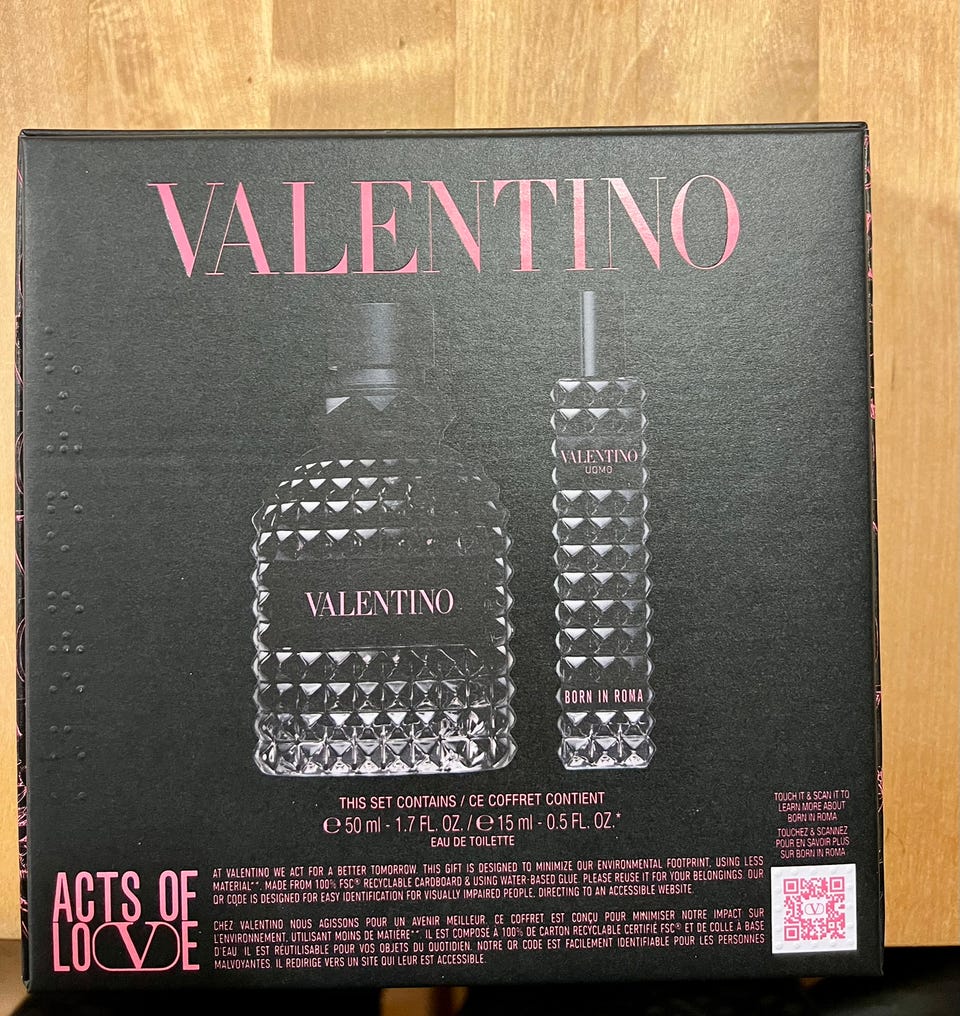 VALENTINO
VALENTINO
UOMO
VALENTINO
BORN IN ROMA
THIS SET CONTAINS / CE COFFRET CONTIENT
℮ 50 ml - 1.7 FL. OZ. / ℮ 15 ml - 0.5 FL. OZ.*
EAU DE TOILETTE
TOUCH IT & SCAN IT TO
LEARN MORE ABOUT
BORN IN ROMA
TOUCHEZ & SCANNEZ
POUR EN SAVOIR PLUS
SUR BORN IN ROMA
ACTS OF
LOVE
AT VALENTINO WE ACT FOR A BETTER TOMORROW. THIS GIFT IS DESIGNED TO MINIMIZE OUR ENVIRONMENTAL FOOTPRINT, USING LESS
MATERIAL**. MADE FROM 100% FSC® RECYCLABLE CARDBOARD & USING WATER-BASED GLUE. PLEASE REUSE IT FOR YOUR BELONGINGS. OUR
QR CODE IS DESIGNED FOR EASY IDENTIFICATION FOR VISUALLY IMPAIRED PEOPLE, DIRECTING TO AN ACCESSIBLE WEBSITE.
CHEZ VALENTINO NOUS AGISSONS POUR UN AVENIR MEILLEUR. CE COFFRET EST CONÇU POUR MINIMISER NOTRE IMPACT SUR
L'ENVIRONNEMENT, UTILISANT MOINS DE MATIÈRE**. IL EST COMPOSÉ À 100% DE CARTON RECYCLABLE CERTIFIÉ FSC® ET DE COLLE À BASE
D'EAU. IL EST RÉUTILISABLE POUR VOS OBJETS DU QUOTIDIEN. NOTRE QR CODE EST FACILEMENT IDENTIFIABLE POUR LES PERSONNES
MALVOYANTES. IL REDIRIGE VERS UN SITE QUI LEUR EST ACCESSIBLE.